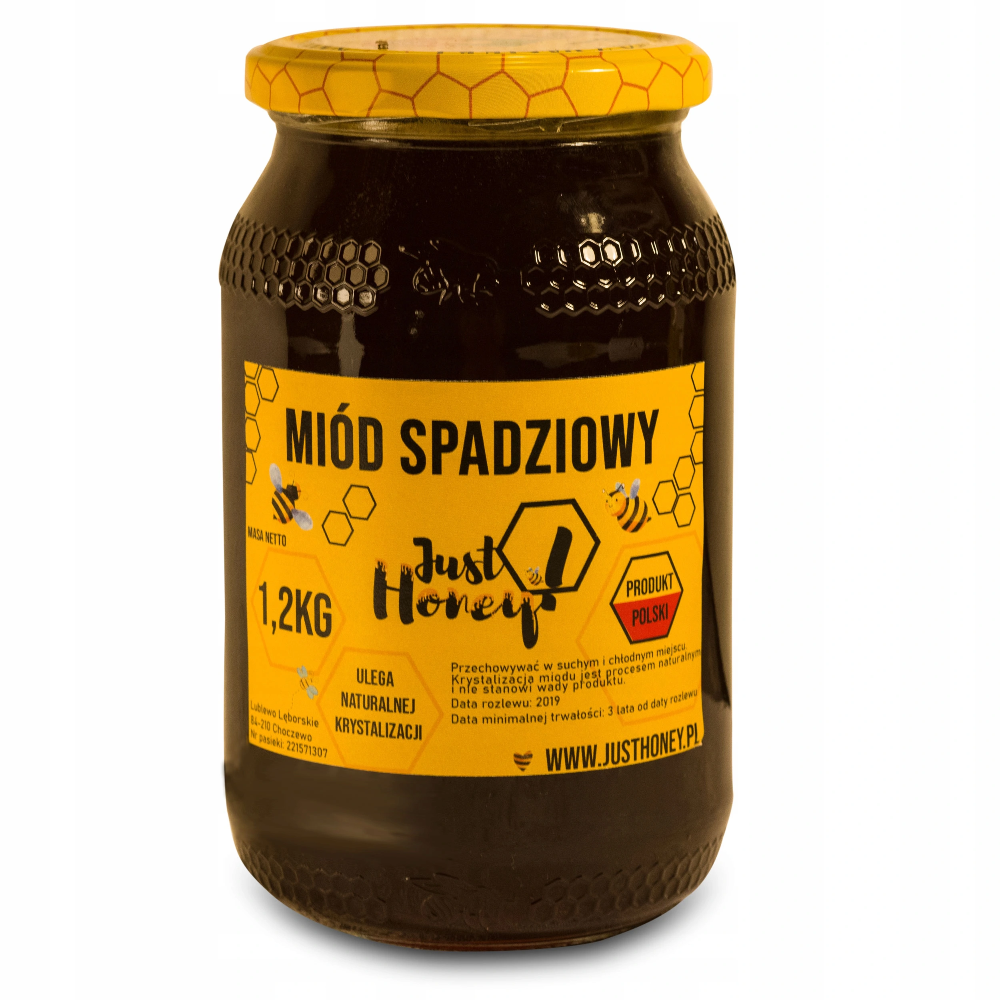 MIÓD SPADZIOWY
MASA NETTO
1,2KG
Just
Honey!
PRODUKT
POLSKI
ULEGA
NATURALNEJ
KRYSTALIZACJI
Przechowywać w suchym i chłodnym miejscu.
Krystalizacja miodu jest procesem naturalnym
i nie stanowi wady produktu.
Data rozlewu: 2019
Data minimalnej trwałości: 3 lata od daty rozlewu
Lublewo Lęborskie
84-210 Choczewo
Nr pasieki: 221571307
WWW.JUSTHONEY.PL